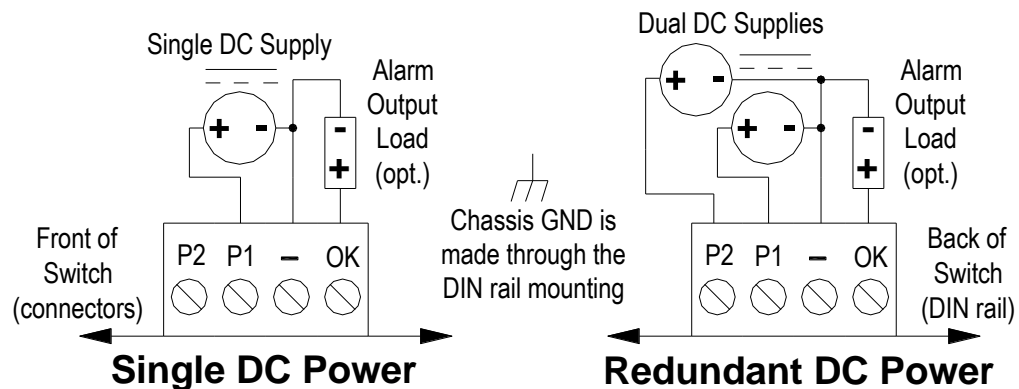 Single DC Supply
+ -
Alarm
Output
Load
(opt.)
-
+
Front of
Switch
(connectors)
P2 P1 – OK
Single DC Power
Chassis GND is
made through the
DIN rail mounting
Dual DC Supplies
+ -
+ -
Alarm
Output
Load
(opt.)
-
+
P2 P1 – OK
Back of
Switch
(DIN rail)
Redundant DC Power